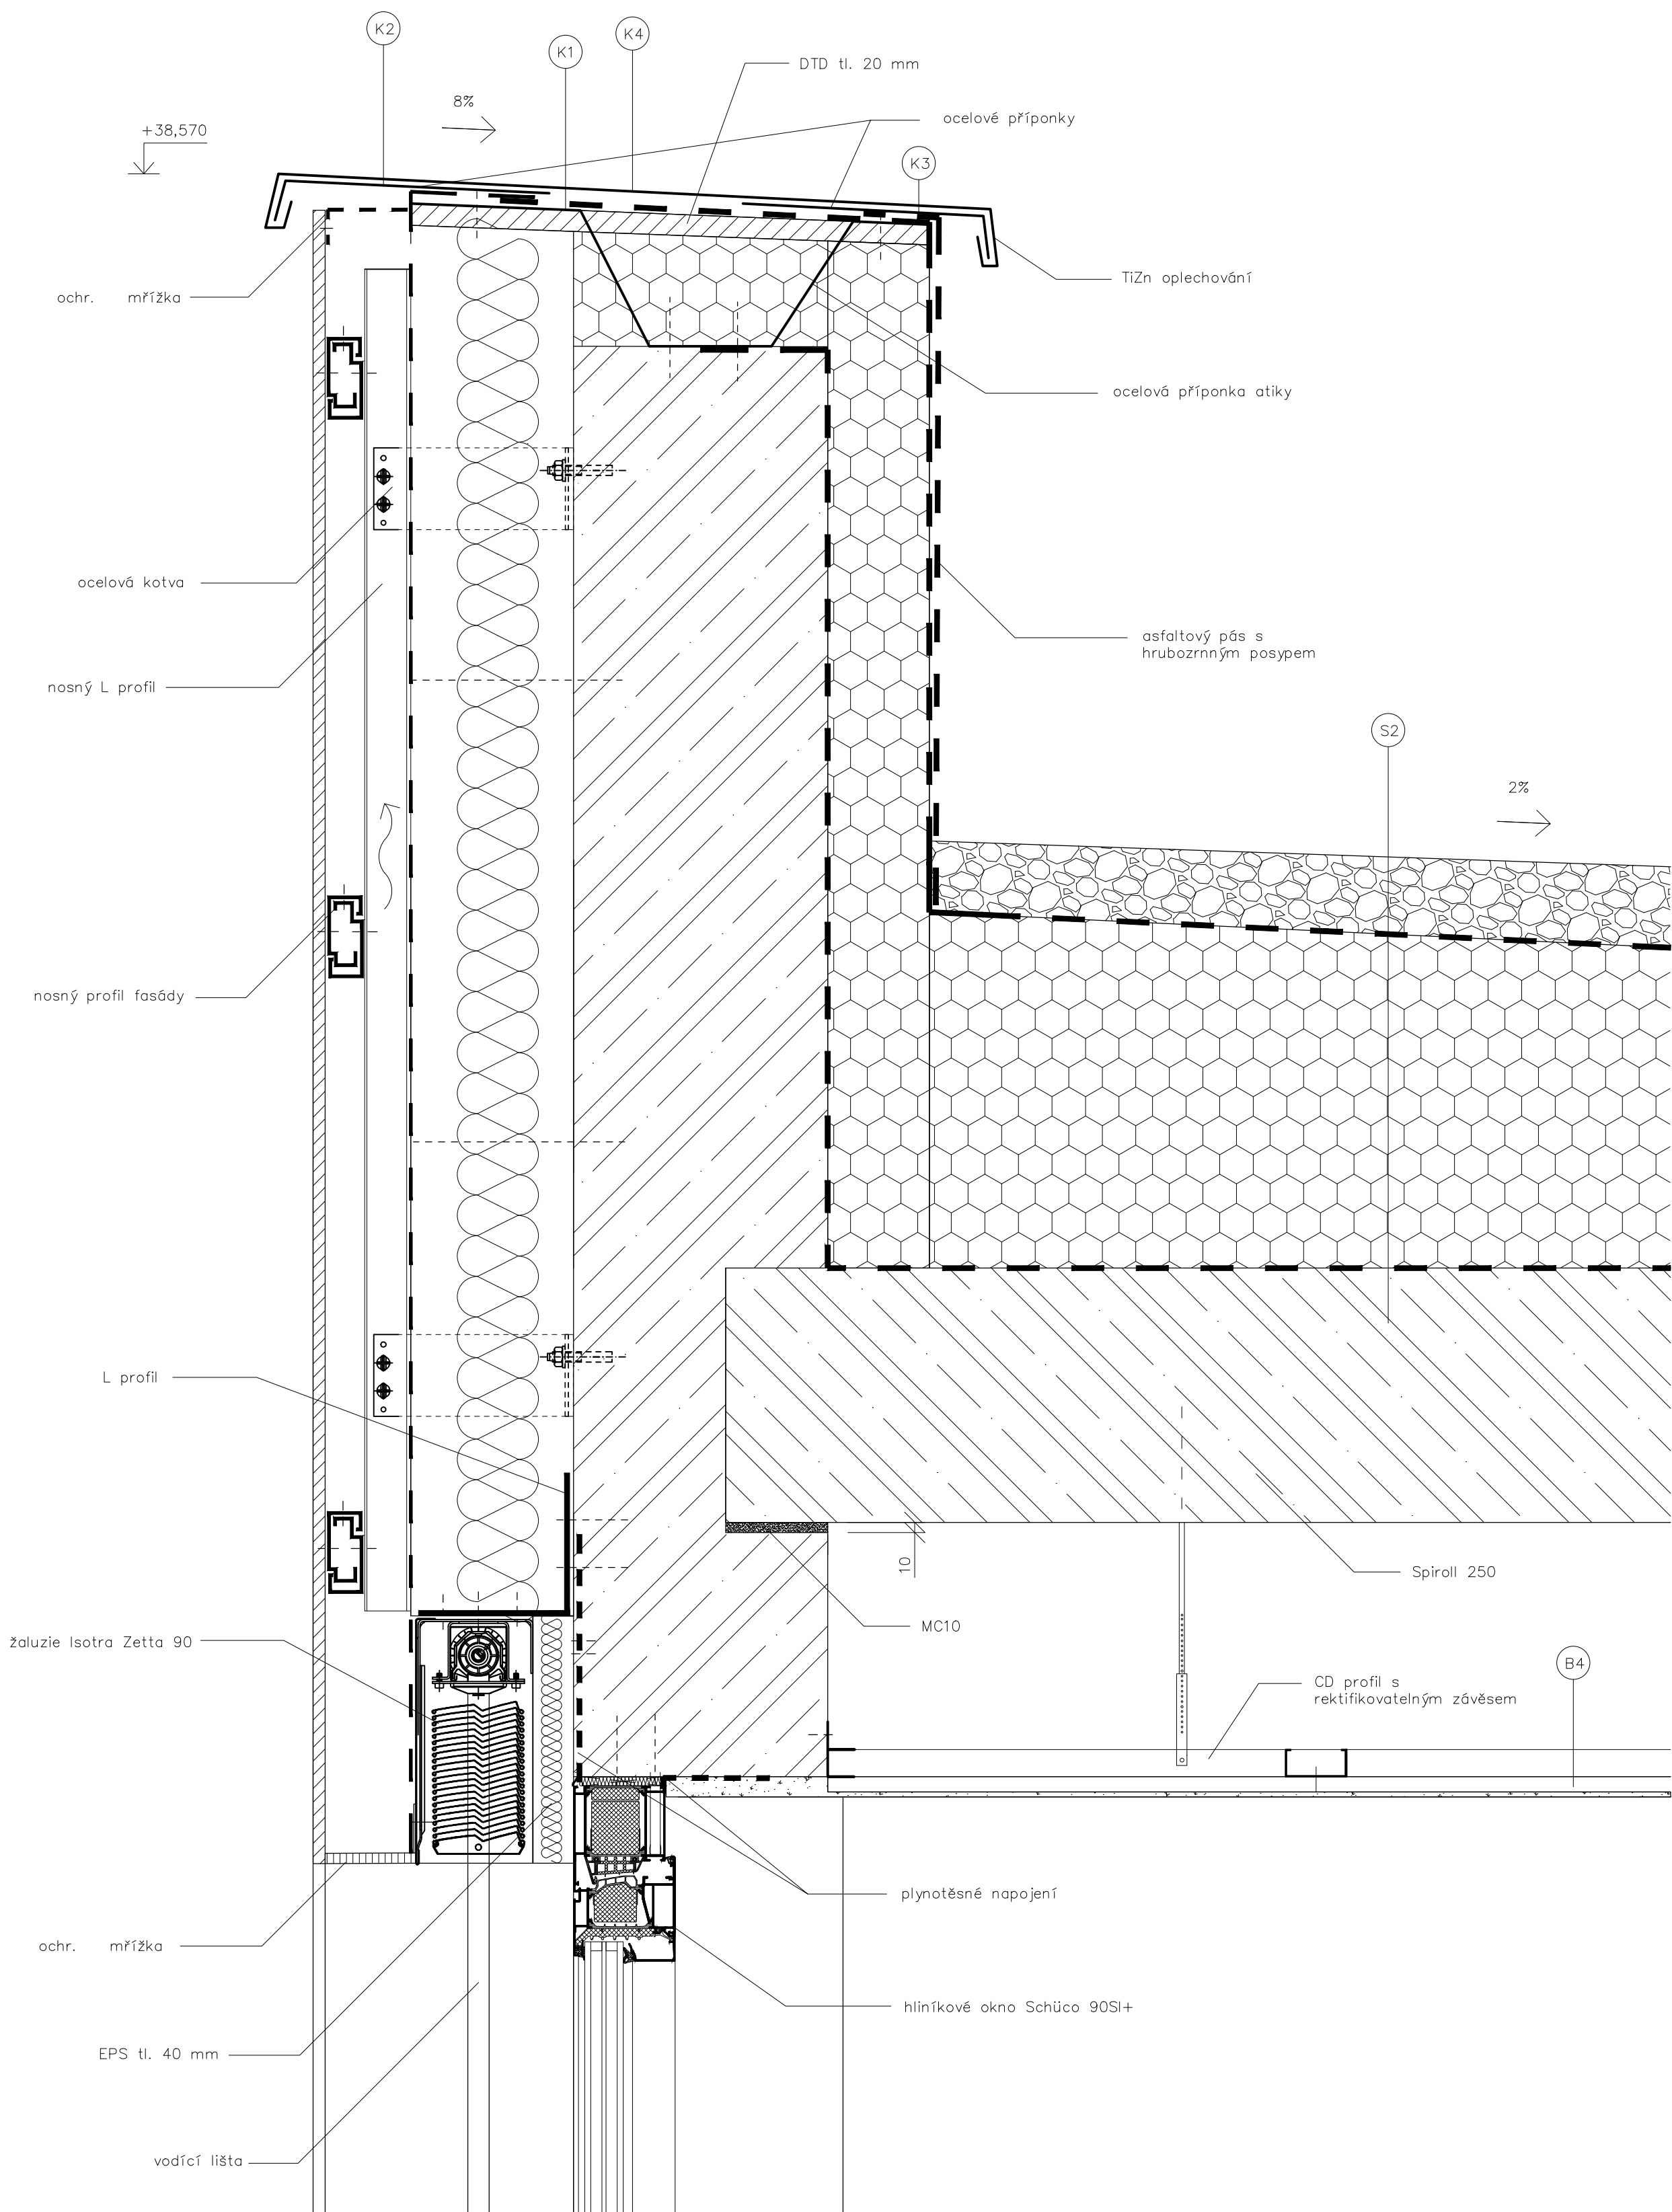 K2
K4
K1
DTD tl. 20 mm
8%
ocelové příponky
+38,570
K3
TiZn oplechování
ochr. mřížka
ocelová příponka atiky
ocelová kotva
asfaltový pás s
hrubozrnným posypem
nosný L profil
S2
2%
nosný profil fasády
L profil
10
Spiroll 250
MC10
žaluzie Isotra Zetta 90
B4
CD profil s
rektifikovatelným závěsem
plynotěsné napojení
ochr. mřížka
hliníkové okno Schüco 90SI+
EPS tl. 40 mm
vodící lišta